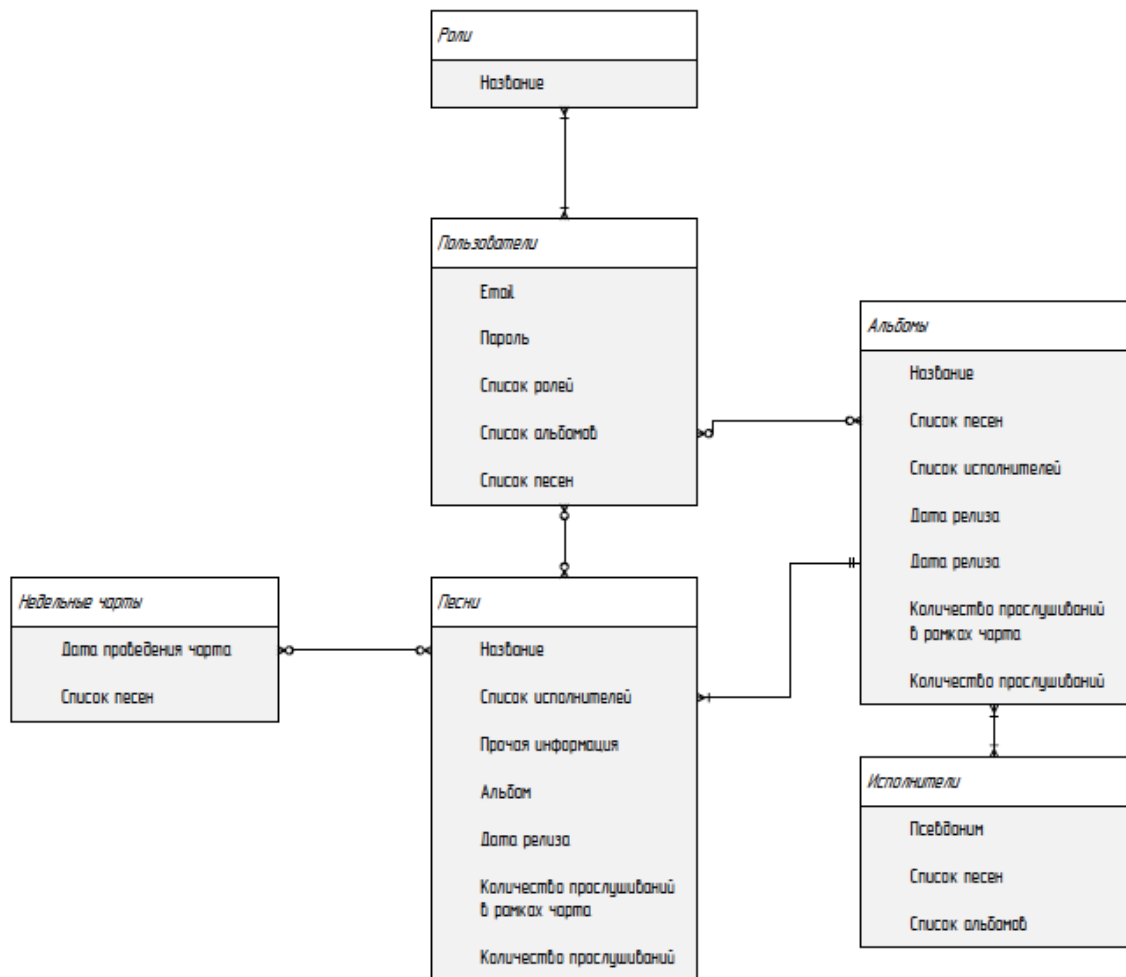 Роли
Название
Пользователи
Email
Пароль
Список ролей
Список альбомов
Список песен
Альбомы
Название
Список песен
Список исполнителей
Дата релиза
Дата релиза
Количество прослушиваний
в рамках чарта
Количество прослушиваний
Недельные чарты
Дата проведения чарта
Список песен
Песни
Название
Список исполнителей
Прочая информация
Альбом
Дата релиза
Количество прослушиваний
в рамках чарта
Количество прослушиваний
Исполнители
Псевданим
Список песен
Список альбомов